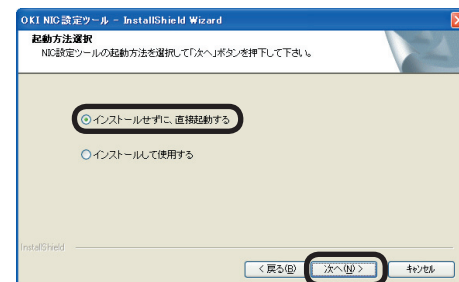 OKI NIC 設定ツール - InstallShield Wizard
起動方法選択
NIC設定ツールの起動方法を選択して「次へ」ボタンを押下して下さい。
インストールせずに、直接起動する
インストールして使用する
InstallShield
< 戻る(B) 次へ(N) > キャンセル